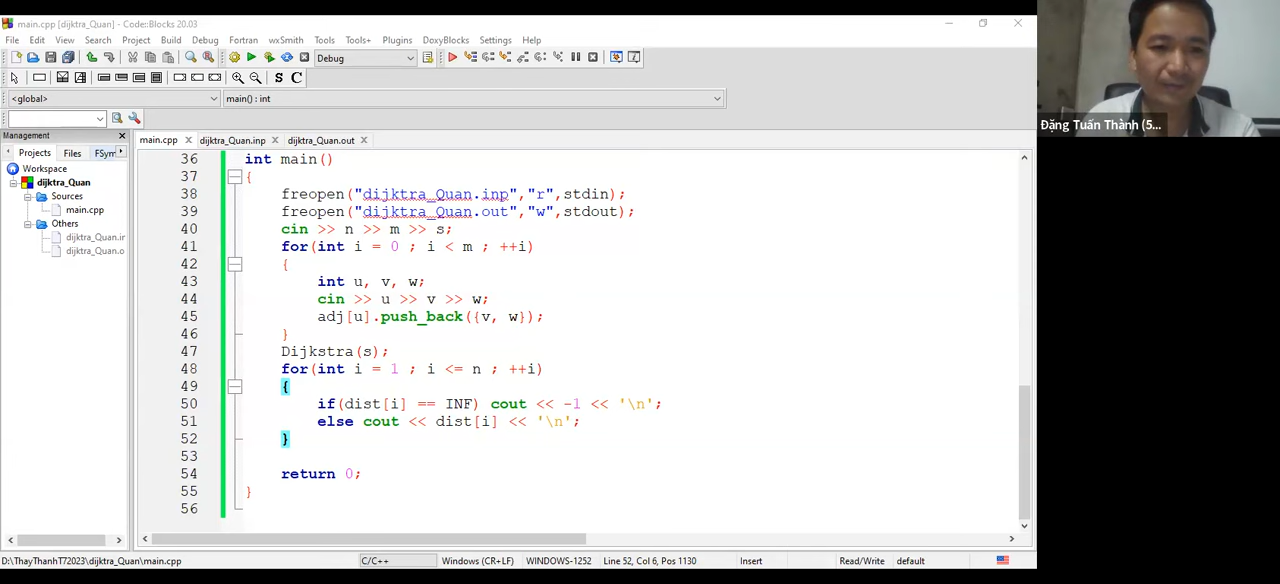 main.cpp [dijktra_Quan] - Code::Blocks 20.03
File Edit View Search Project Build Debug Fortran wxSmith Tools Tools+ Plugins DoxyBlocks Settings Help
Debug
S C
<global>
main() : int
Management
Projects Files FSym
Workspace
dijktra_Quan
Sources
main.cpp
Others
dijktra_Quan.ir
dijktra_Quan.o
main.cpp dijktra_Quan.inp dijktra_Quan.out
36 int main()
37 {
38 freopen("dijktra_Quan.inp","r",stdin);
39 freopen("dijktra_Quan.out","w",stdout);
40 cin >> n >> m >> s;
41 for(int i = 0 ; i < m ; ++i)
42 {
43 int u, v, w;
44 cin >> u >> v >> w;
45 adj[u].push_back({v, w});
46 }
47 Dijkstra(s);
48 for(int i = 1 ; i <= n ; ++i)
49 {
50 if(dist[i] == INF) cout << -1 << '\n';
51 else cout << dist[i] << '\n';
52 }
53
54 return 0;
55 }
56
D:\ThayThanhT72023\dijktra_Quan\main.cpp C/C++ Windows (CR+LF) WINDOWS-1252 Line 52, Col 6, Pos 1130 Insert Read/Write default
Đặng Tuấn Thành (5...